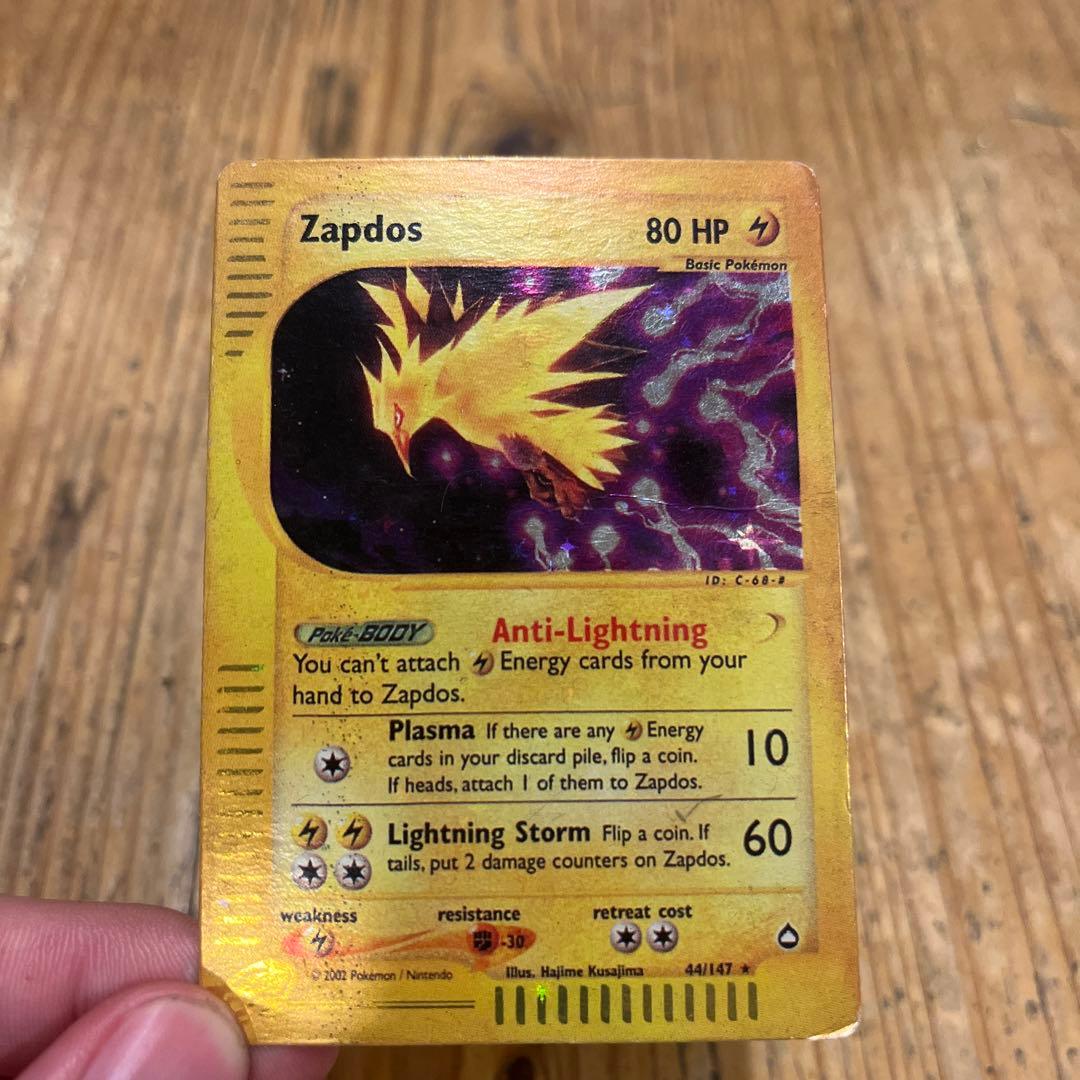 Zapdos 80 HP
Basic Pokémon
ID: C-68-#
Poké-BODY Anti-Lightning
You can't attach Energy cards from your
hand to Zapdos.
Plasma If there are any Energy
cards in your discard pile, flip a coin.
If heads, attach 1 of them to Zapdos.
10
Lightning Storm Flip a coin. If
tails, put 2 damage counters on Zapdos.
60
weakness resistance retreat cost
-30
© 2002 Pokémon / Nintendo Illus. Hajime Kusajima 44/147 ★